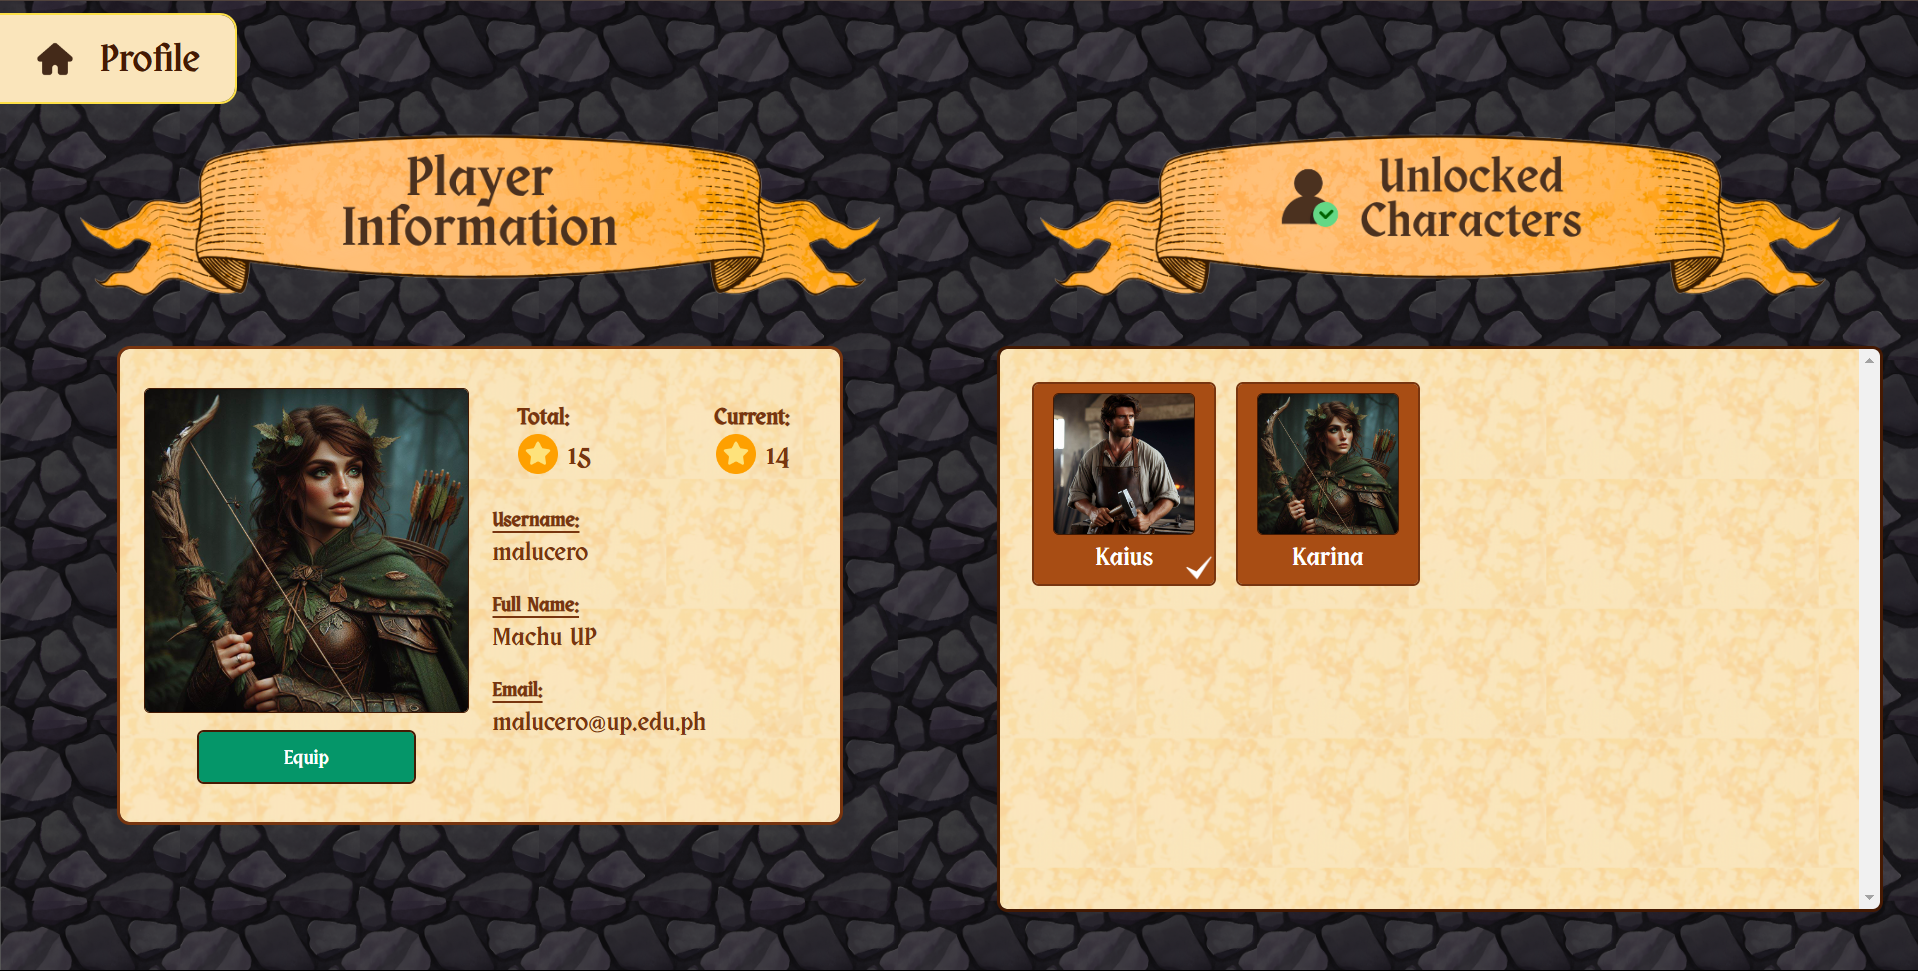 Profile
Player
Information
Total:
15
Current:
14
Username:
malucero
Full Name:
Machu UP
Email:
malucero@up.edu.ph
Equip
Unlocked
Characters
Kaius
Karina